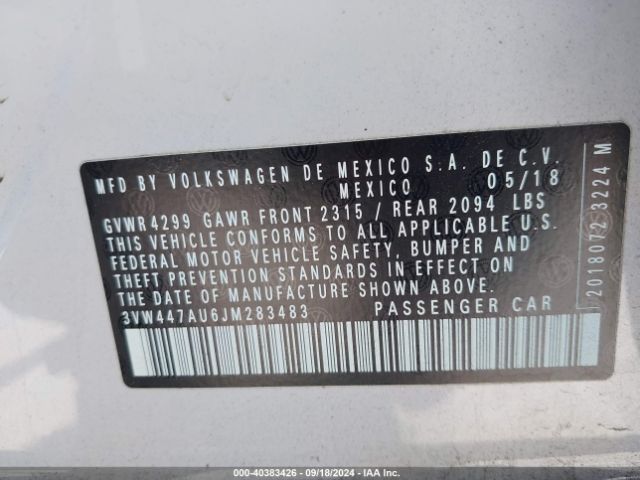 MFD BY VOLKSWAGEN DE MEXICO S.A. DE C.V.
MEXICO 05/18
GVWR 4299 GAWR FRONT 2315 / REAR 2094 LBS
THIS VEHICLE CONFORMS TO ALL APPLICABLE U.S.
FEDERAL MOTOR VEHICLE SAFETY, BUMPER AND
THEFT PREVENTION STANDARDS IN EFFECT ON
THE DATE OF MANUFACTURE SHOWN ABOVE.
3VW447AU6JM283483 PASSENGER CAR
2018072 3224 M
000-40383426 - 09/18/2024 - IAA Inc.